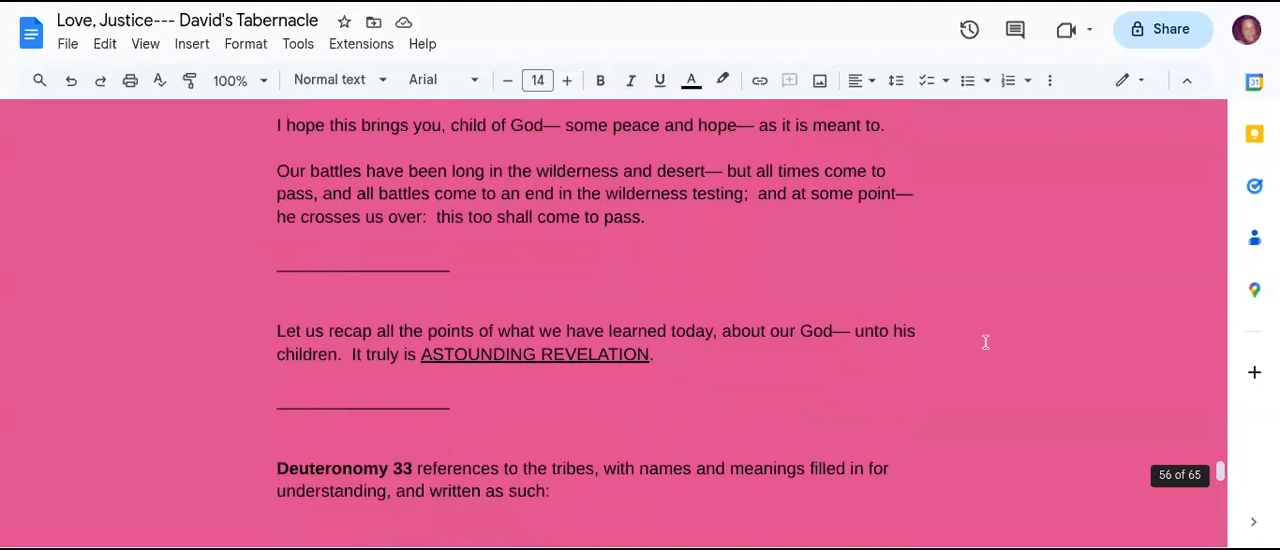 Love, Justice--- David's Tabernacle
Share
File Edit View Insert Format Tools Extensions Help
100% Normal text Arial − 14 + B I U A
31
I hope this brings you, child of God— some peace and hope— as it is meant to.
Our battles have been long in the wilderness and desert— but all times come to
pass, and all battles come to an end in the wilderness testing;  and at some point—
he crosses us over:  this too shall come to pass.
Let us recap all the points of what we have learned today, about our God— unto his
children.  It truly is ASTOUNDING REVELATION.
Deuteronomy 33 references to the tribes, with names and meanings filled in for
understanding, and written as such:
56 of 65